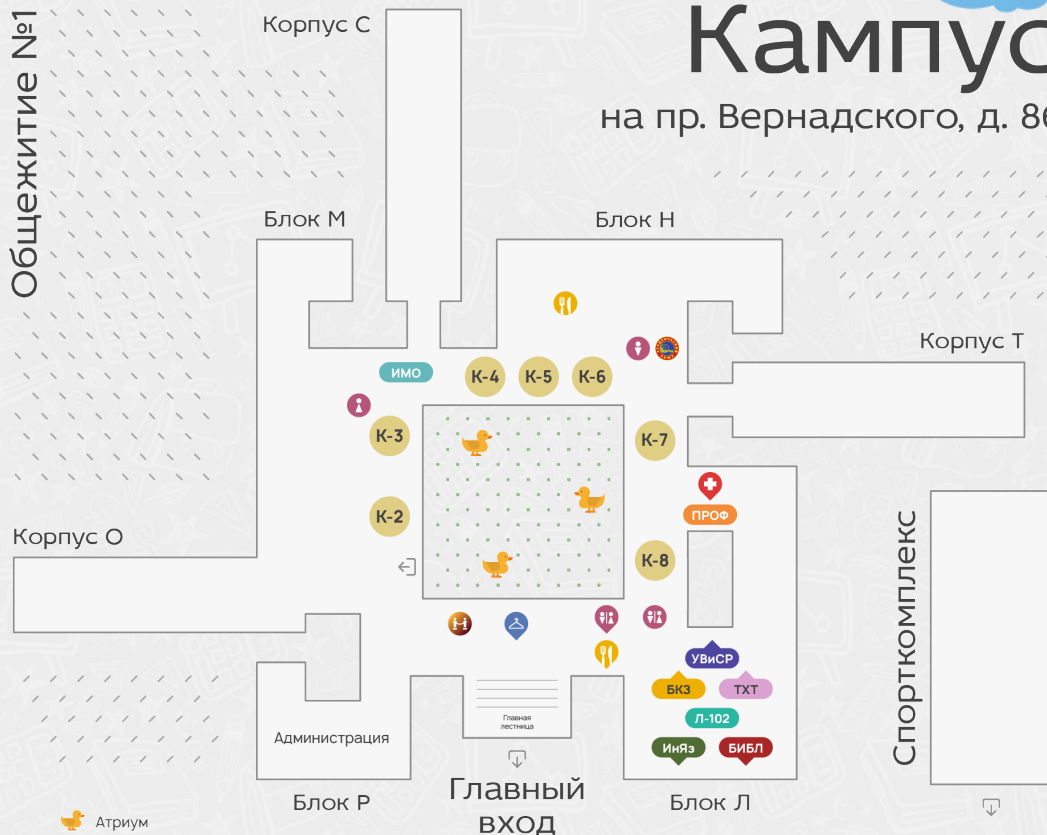 Общежитие №1
Корпус С
Кампус
на пр. Вернадского, д. 86
Блок М
Блок Н
Корпус Т
ИМО
К-4
К-5
К-6
К-3
К-7
К-2
ПРОФ
Корпус О
К-8
Спорткомплекс
УВиСР
БКЗ
ТХТ
Л-102
ИнЯз
БИБЛ
Главная
лестница
Администрация
Главный
вход
Блок Р
Блок Л
Атриум